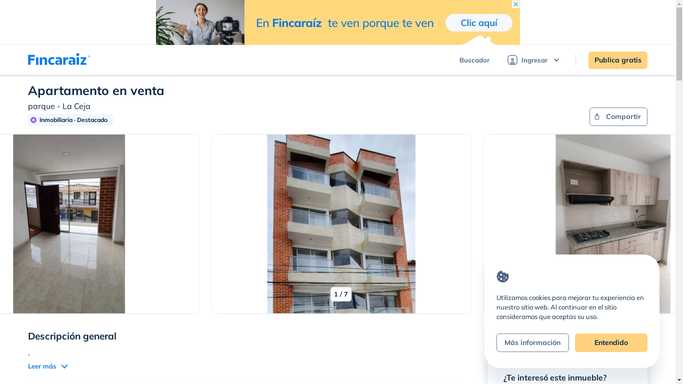 En Fincaraíz te ven porque te ven
Clic aquí
Fincaraiz
Buscador
Ingresar
Publica gratis
Apartamento en venta
parque - La Ceja
Inmobiliaria · Destacado
Compartir
1 / 7
Utilizamos cookies para mejorar tu experiencia en
nuestro sitio web. Al continuar en el sitio
consideramos que aceptas su uso.
Más información
Entendido
Descripción general
.
Leer más
¿Te interesó este inmueble?